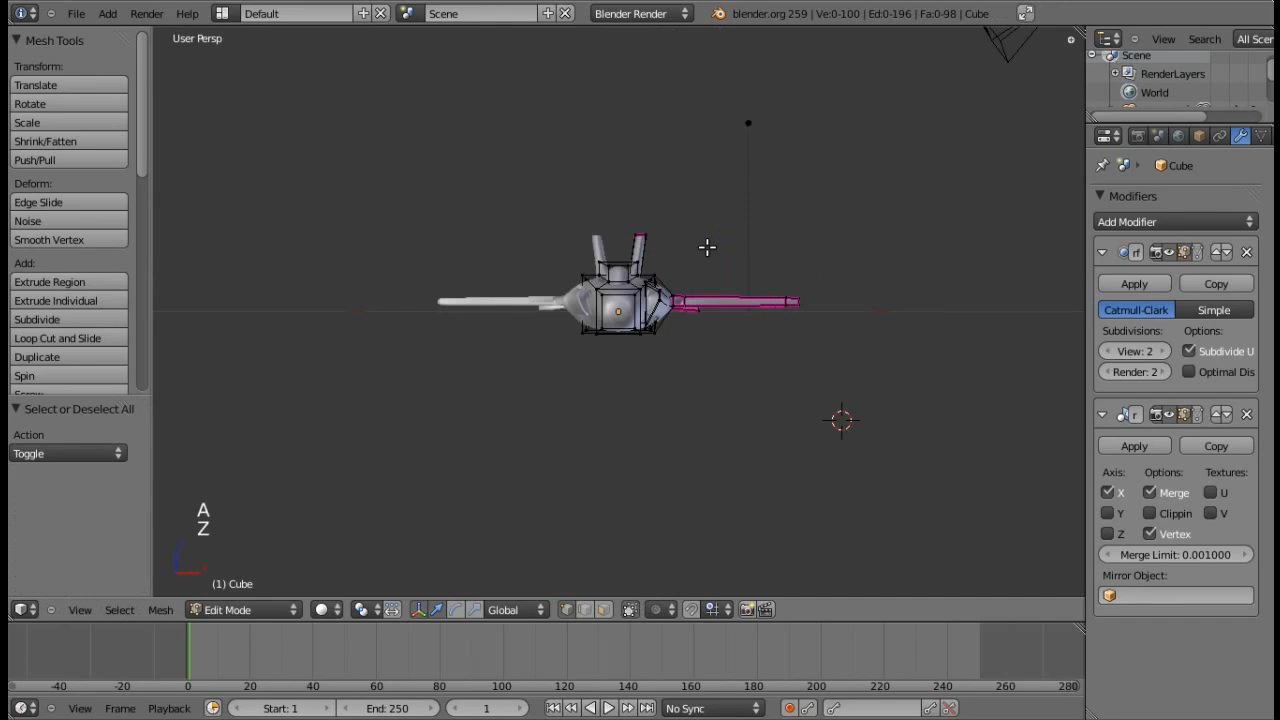 File Add Render Help Default Scene Blender Render blender.org 259 | Ve:0-100 | Ed:0-196 | Fa:0-98 | Cube
Mesh Tools
Transform:
Translate
Rotate
Scale
Shrink/Fatten
Push/Pull
Deform:
Edge Slide
Noise
Smooth Vertex
Add:
Extrude Region
Extrude Individual
Subdivide
Loop Cut and Slide
Duplicate
Spin
Select or Deselect All
Action
Toggle
User Persp
A
Z
(1) Cube
View Select Mesh Edit Mode Global
View Search All Scen
Scene
RenderLayers
World
Cube
Modifiers
Add Modifier
rf
Apply Copy
Catmull-Clark Simple
Subdivisions: Options:
View: 2 Subdivide U
Render: 2 Optimal Dis
r
Apply Copy
Axis: Options: Textures:
X Merge U
Y Clippin V
Z Vertex
Merge Limit: 0.001000
Mirror Object:
-40 -20 0 20 40 60 80 100 120 140 160 180 200 220 240 260 280
View Frame Playback Start: 1 End: 250 1 No Sync